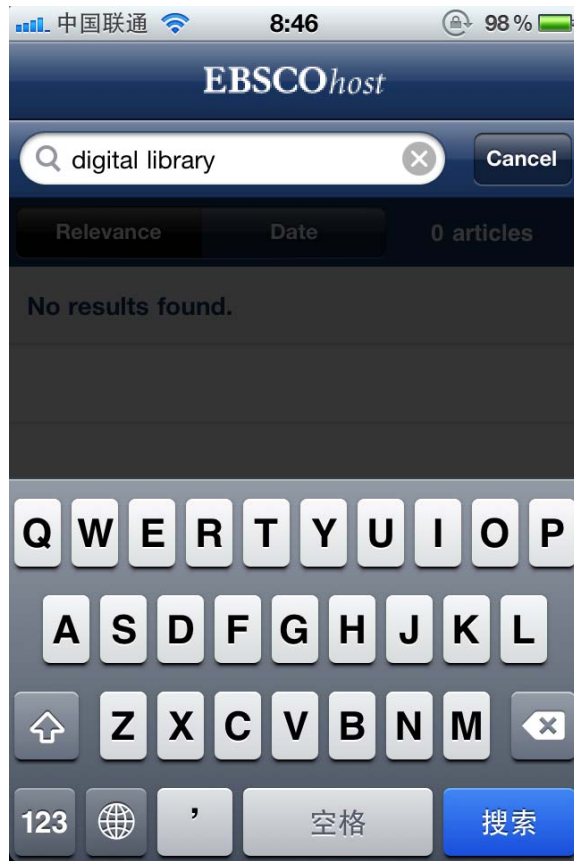 中国联通 8:46 98%
EBSCOhost
digital library Cancel
Relevance Date 0 articles
No results found.
Q W E R T Y U I O P
A S D F G H J K L
Z X C V B N M
123 , 空格 搜索